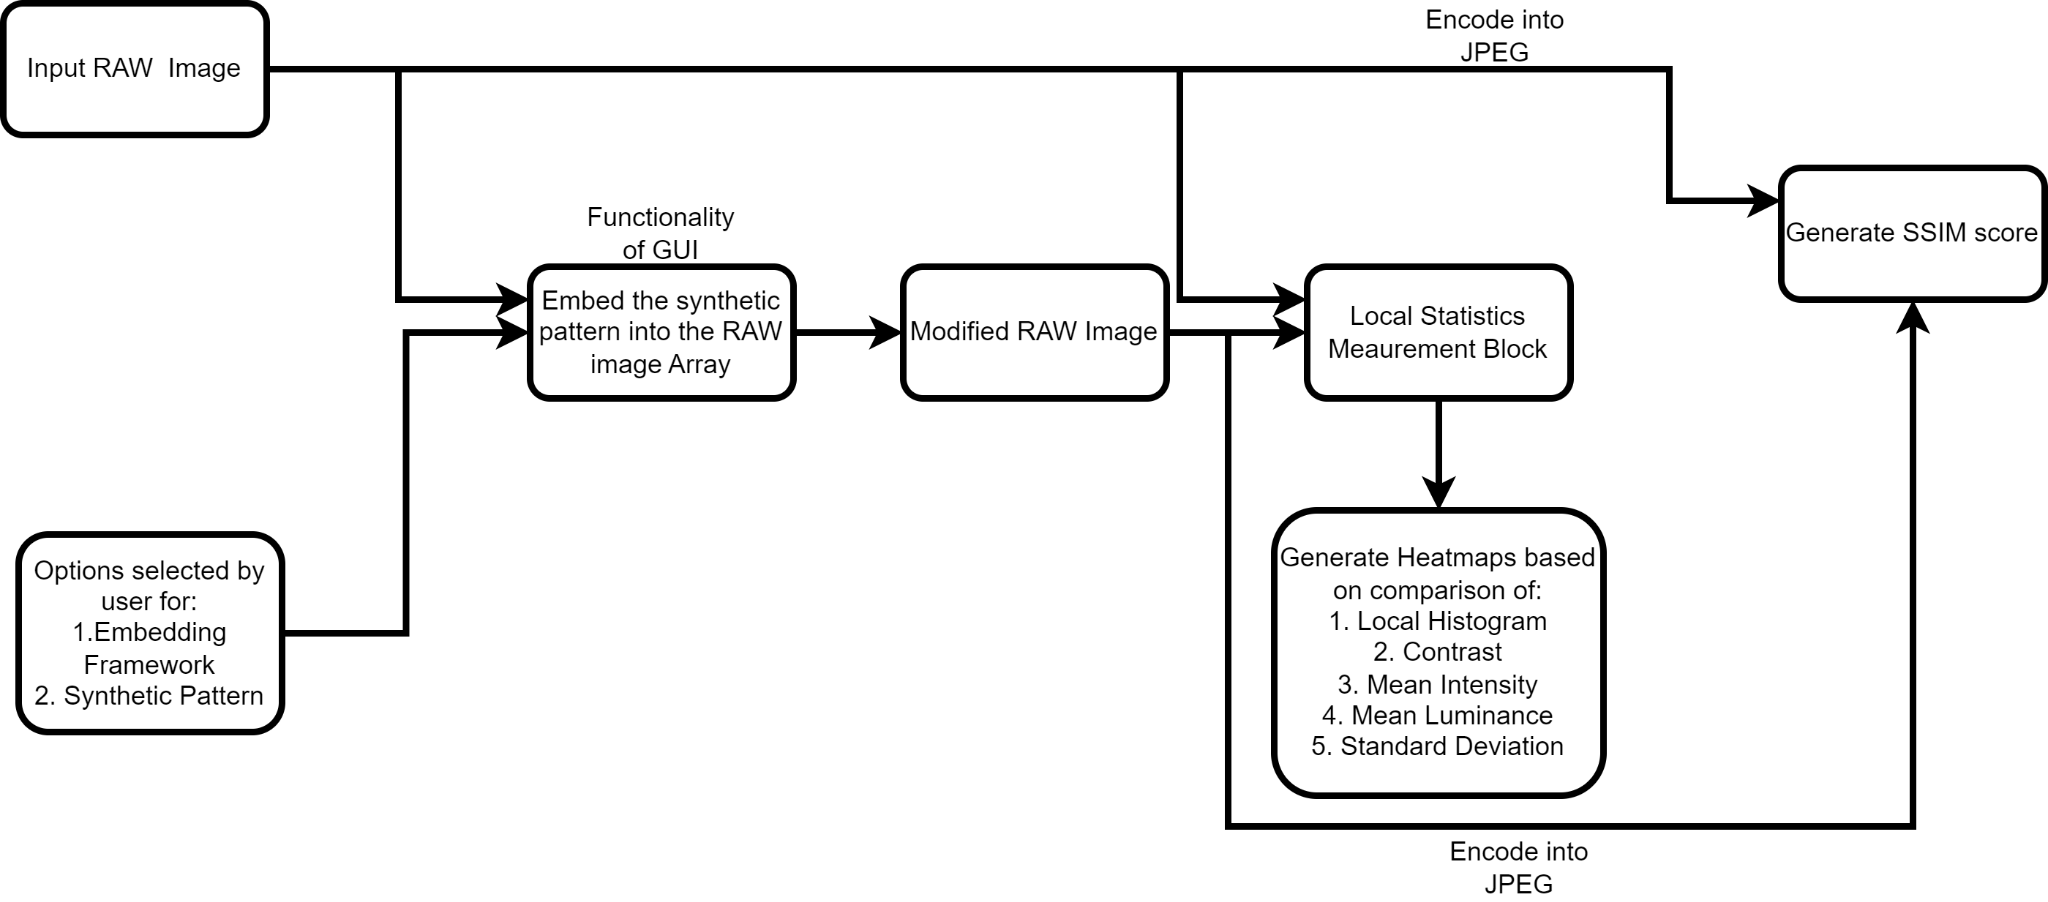 Encode into
JPEG
Input RAW  Image
Functionality
of GUI
Generate SSIM score
Embed the synthetic
pattern into the RAW
image Array
Modified RAW Image
Local Statistics
Meaurement Block
Options selected by
user for:
1.Embedding
Framework
2. Synthetic Pattern
Generate Heatmaps based
on comparison of:
1. Local Histogram
2. Contrast
3. Mean Intensity
4. Mean Luminance
5. Standard Deviation
Encode into
JPEG